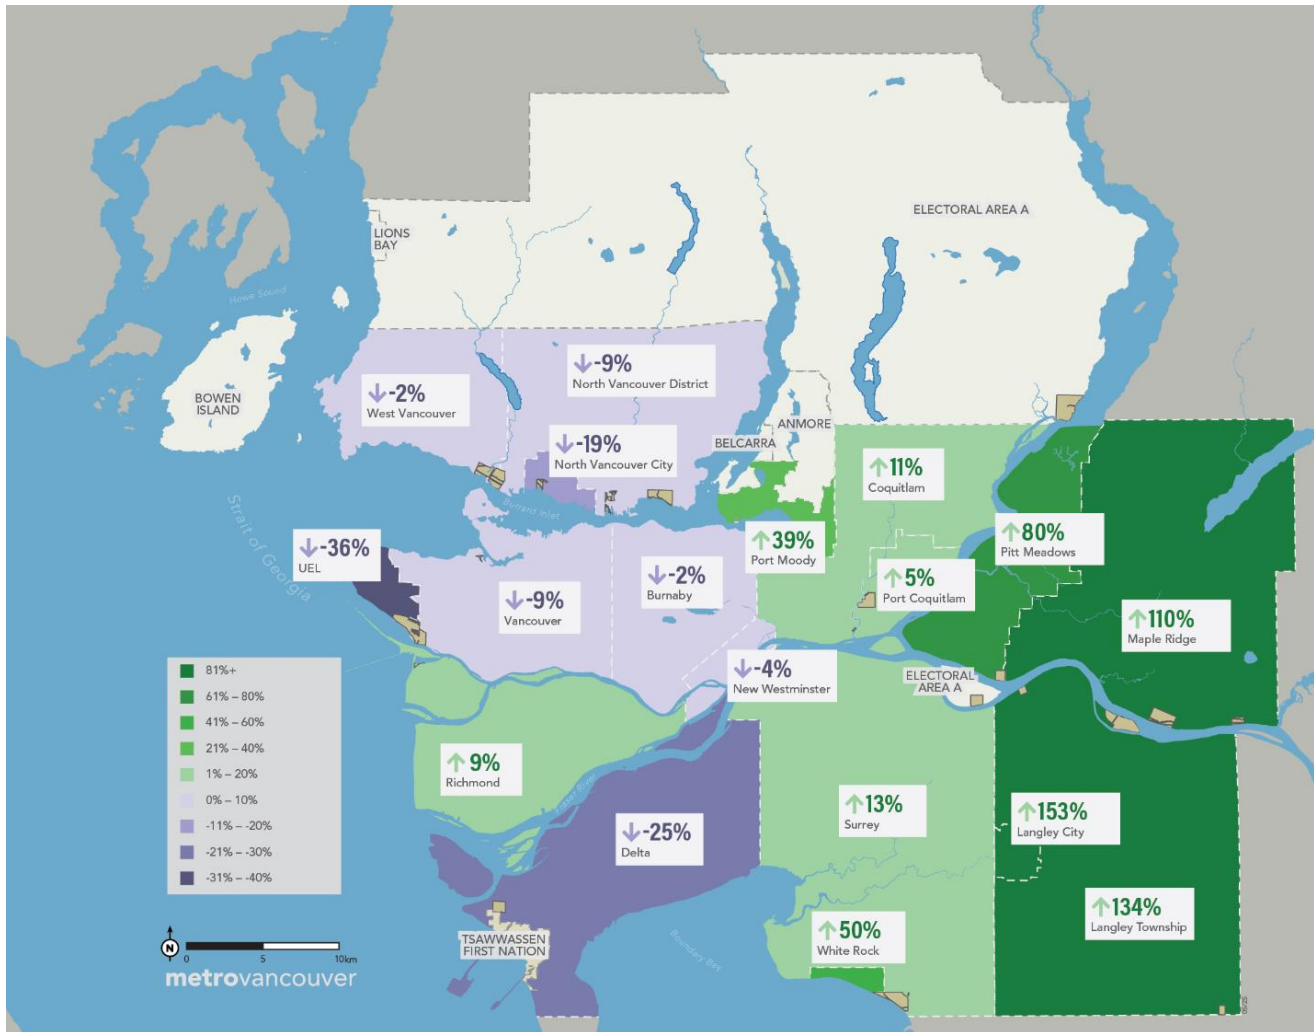 LIONS
BAY
ELECTORAL AREA A
Howe Sound
BOWEN
ISLAND
↓-9%
North Vancouver District
↓-2%
West Vancouver
ANMORE
BELCARRA
↓-19%
North Vancouver City
↑11%
Coquitlam
Burrard Inlet
Strait of Georgia
↓-36%
UEL
↑39%
Port Moody
↑80%
Pitt Meadows
↓-2%
Burnaby
↑5%
Port Coquitlam
↓-9%
Vancouver
↑110%
Maple Ridge
↓-4%
New Westminster
ELECTORAL
AREA A
81%+
61% – 80%
41% – 60%
21% – 40%
1% – 20%
0% – 10%
-11% – -20%
-21% – -30%
-31% – -40%
↑9%
Richmond
Fraser River
↑13%
Surrey
↑153%
Langley City
↓-25%
Delta
↑134%
Langley Township
↑50%
White Rock
TSAWWASSEN
FIRST NATION
Boundary Bay
N
0 5 10km
metrovancouver